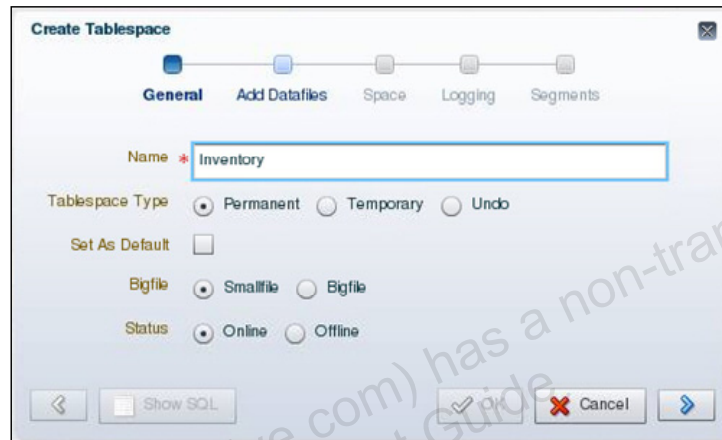 Create Tablespace
General Add Datafiles Space Logging Segments
Name * Inventory
Tablespace Type Permanent Temporary Undo
Set As Default
Bigfile Smallfile Bigfile
Status Online Offline
Show SQL OK Cancel
has a non-tran
com) Guide